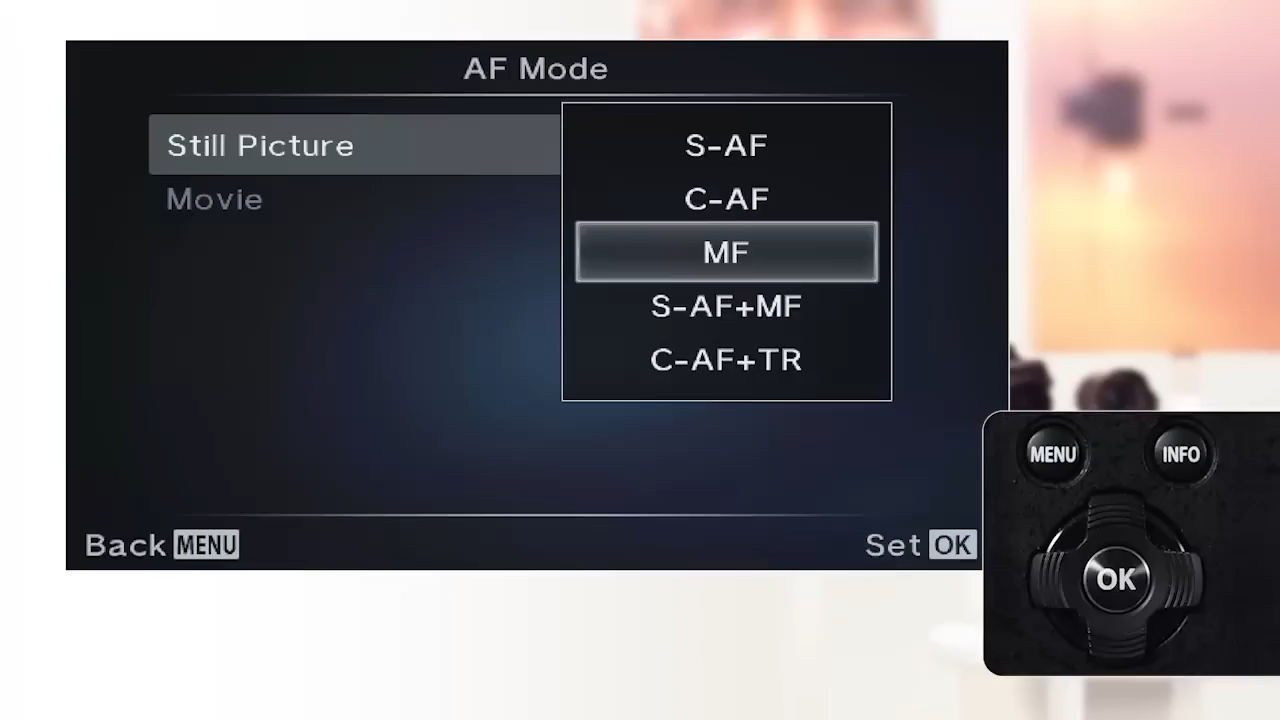 AF Mode
Still Picture
Movie
S-AF
C-AF
MF
S-AF+MF
C-AF+TR
Back MENU
Set OK
MENU
INFO
OK